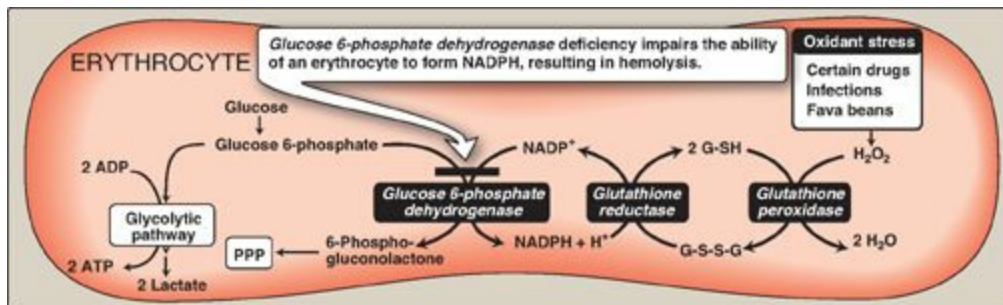 Glucose 6-phosphate dehydrogenase deficiency impairs the ability
of an erythrocyte to form NADPH, resulting in hemolysis.
Oxidant stress
Certain drugs
Infections
Fava beans
ERYTHROCYTE
Glucose
Glucose 6-phosphate
NADP⁺
2 G-SH
H₂O₂
2 ADP
Glycolytic
pathway
Glucose 6-phosphate
dehydrogenase
Glutathione
reductase
Glutathione
peroxidase
PPP
6-Phospho-
gluconolactone
NADPH + H⁺
G-S-S-G
2 H₂O
2 ATP
2 Lactate